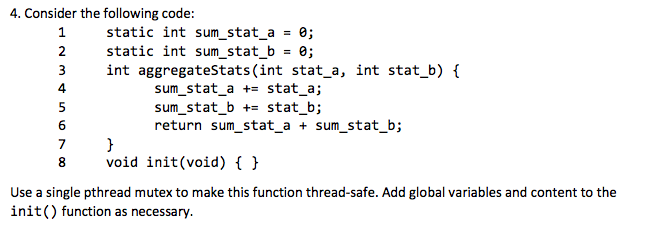 4. Consider the following code:
1 static int sum_stat_a = 0;
2 static int sum_stat_b = 0;
3 int aggregateStats(int stat_a, int stat_b) {
4 sum_stat_a += stat_a;
5 sum_stat_b += stat_b;
6 return sum_stat_a + sum_stat_b;
7 }
8 void init(void) { }
Use a single pthread mutex to make this function thread-safe. Add global variables and content to the
init() function as necessary.